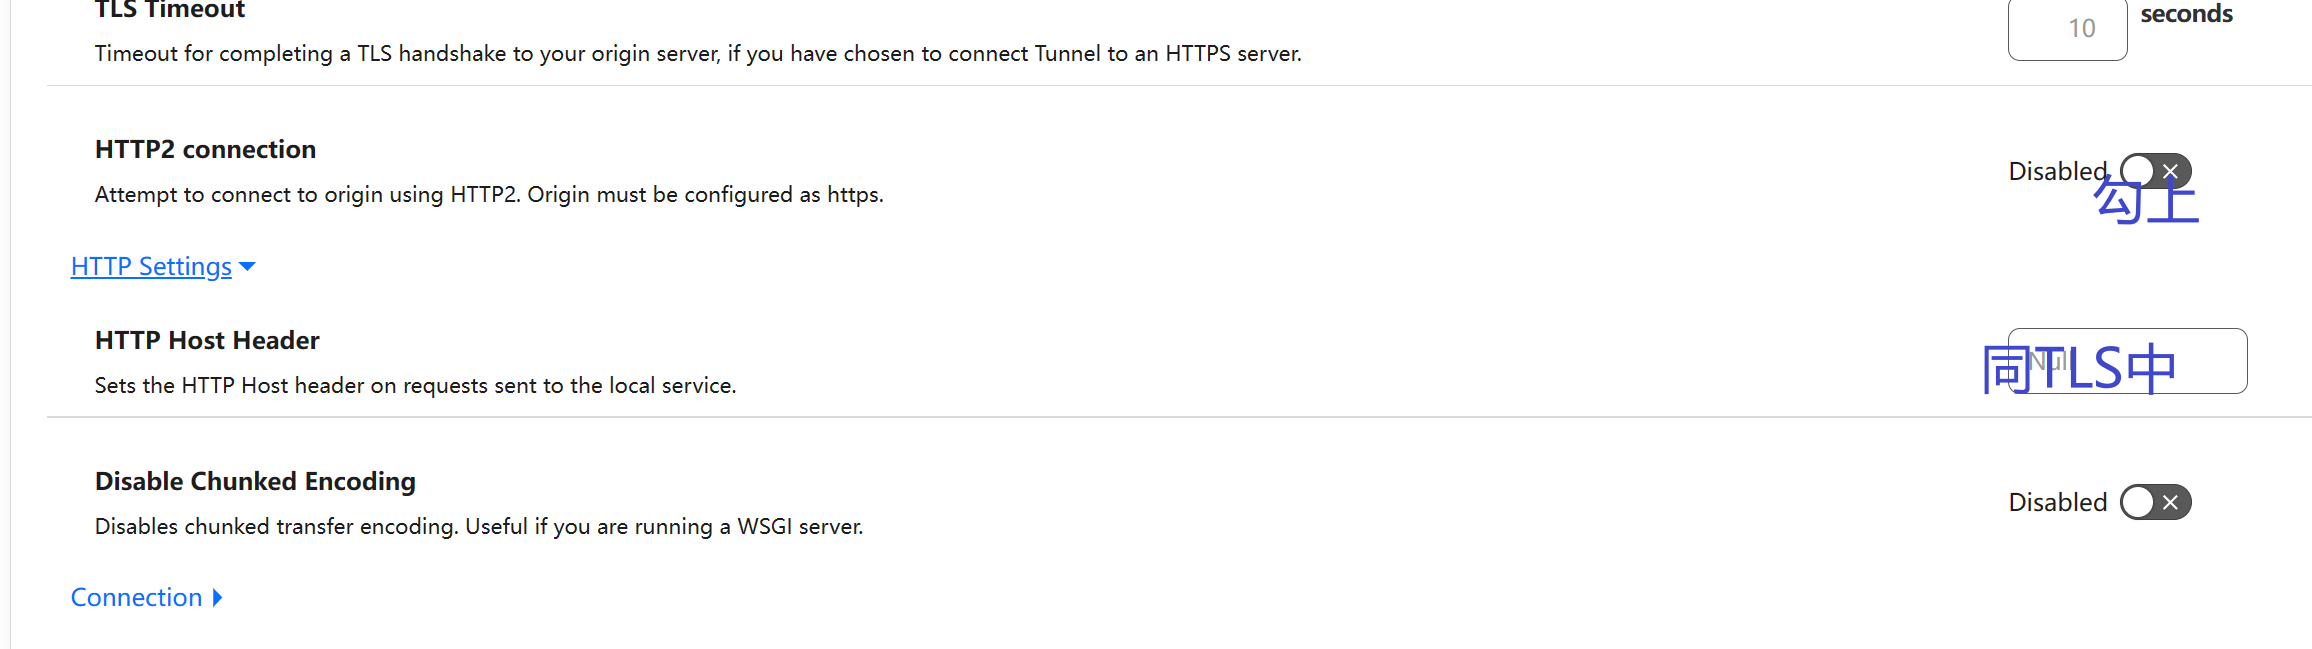 TLS Timeout
10 seconds
Timeout for completing a TLS handshake to your origin server, if you have chosen to connect Tunnel to an HTTPS server.
HTTP2 connection
Disabled
勾上
Attempt to connect to origin using HTTP2. Origin must be configured as https.
HTTP Settings
HTTP Host Header
Null
同TLS中
Sets the HTTP Host header on requests sent to the local service.
Disable Chunked Encoding
Disabled
Disables chunked transfer encoding. Useful if you are running a WSGI server.
Connection